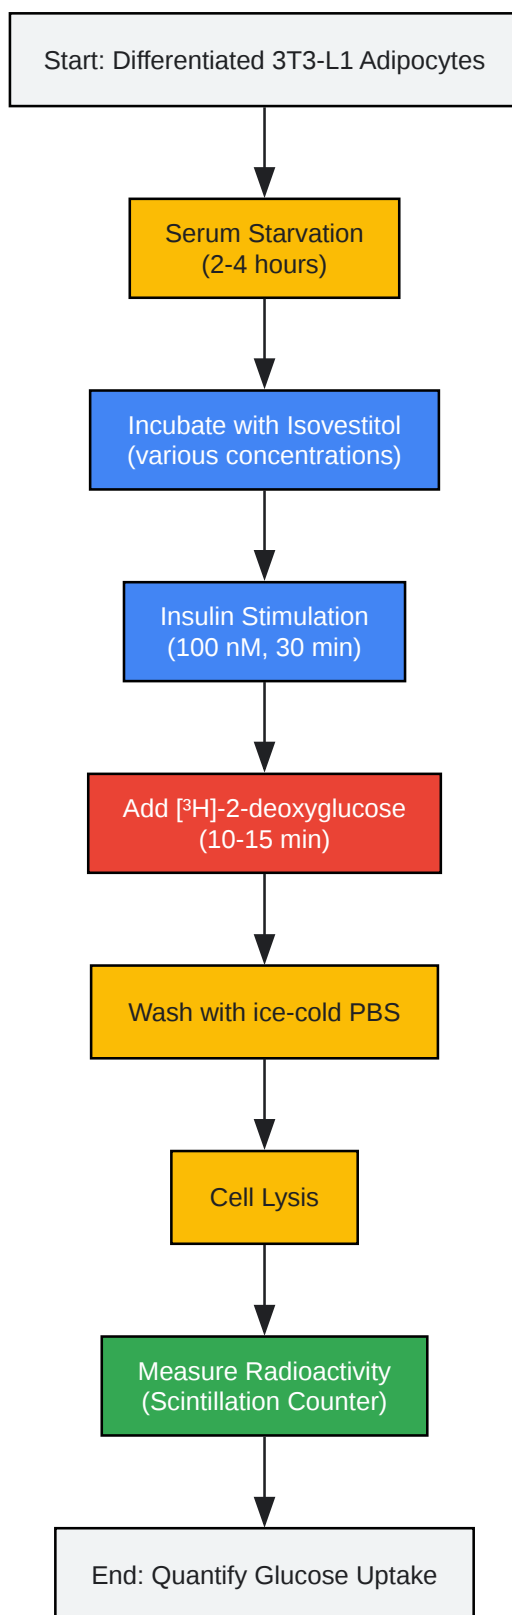 Start: Differentiated 3T3-L1 Adipocytes
Serum Starvation
(2-4 hours)
Incubate with Isovestitol
(various concentrations)
Insulin Stimulation
(100 nM, 30 min)
Add [³H]-2-deoxyglucose
(10-15 min)
Wash with ice-cold PBS
Cell Lysis
Measure Radioactivity
(Scintillation Counter)
End: Quantify Glucose Uptake